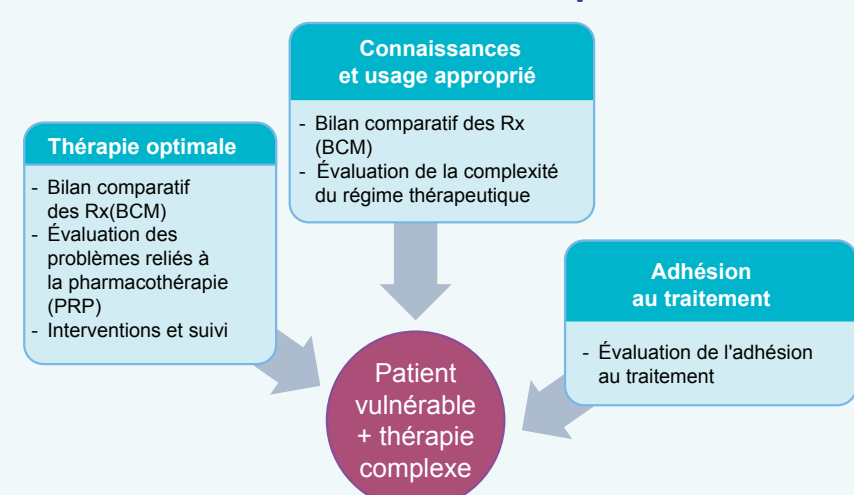 Connaissances
et usage approprié
- Bilan comparatif des Rx
(BCM)
- Évaluation de la complexité
du régime thérapeutique
Thérapie optimale
- Bilan comparatif
des Rx(BCM)
- Évaluation des
problèmes reliés à
la pharmacothérapie
(PRP)
- Interventions et suivi
Adhésion
au traitement
- Évaluation de l'adhésion
au traitement
Patient
vulnérable
+ thérapie
complexe